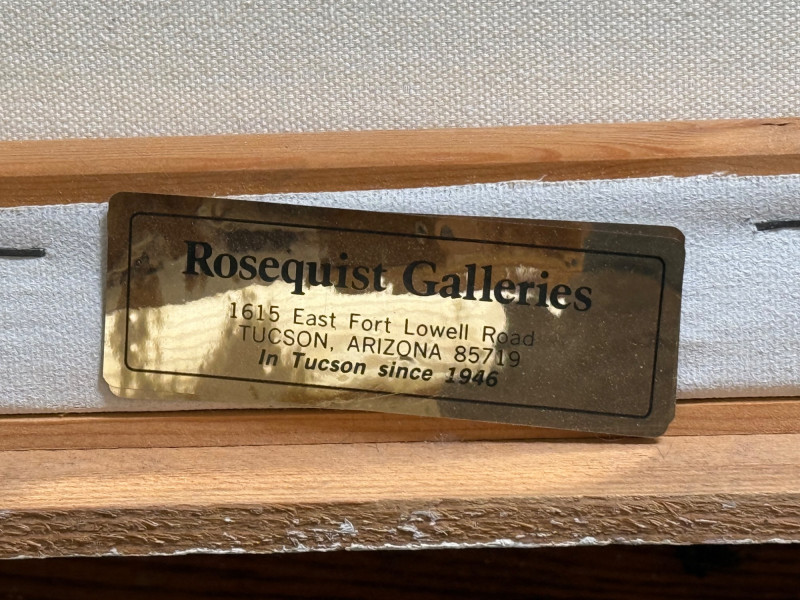 Rosequist Galleries
1615 East Fort Lowell Road
TUCSON, ARIZONA 85719
In Tucson since 1946